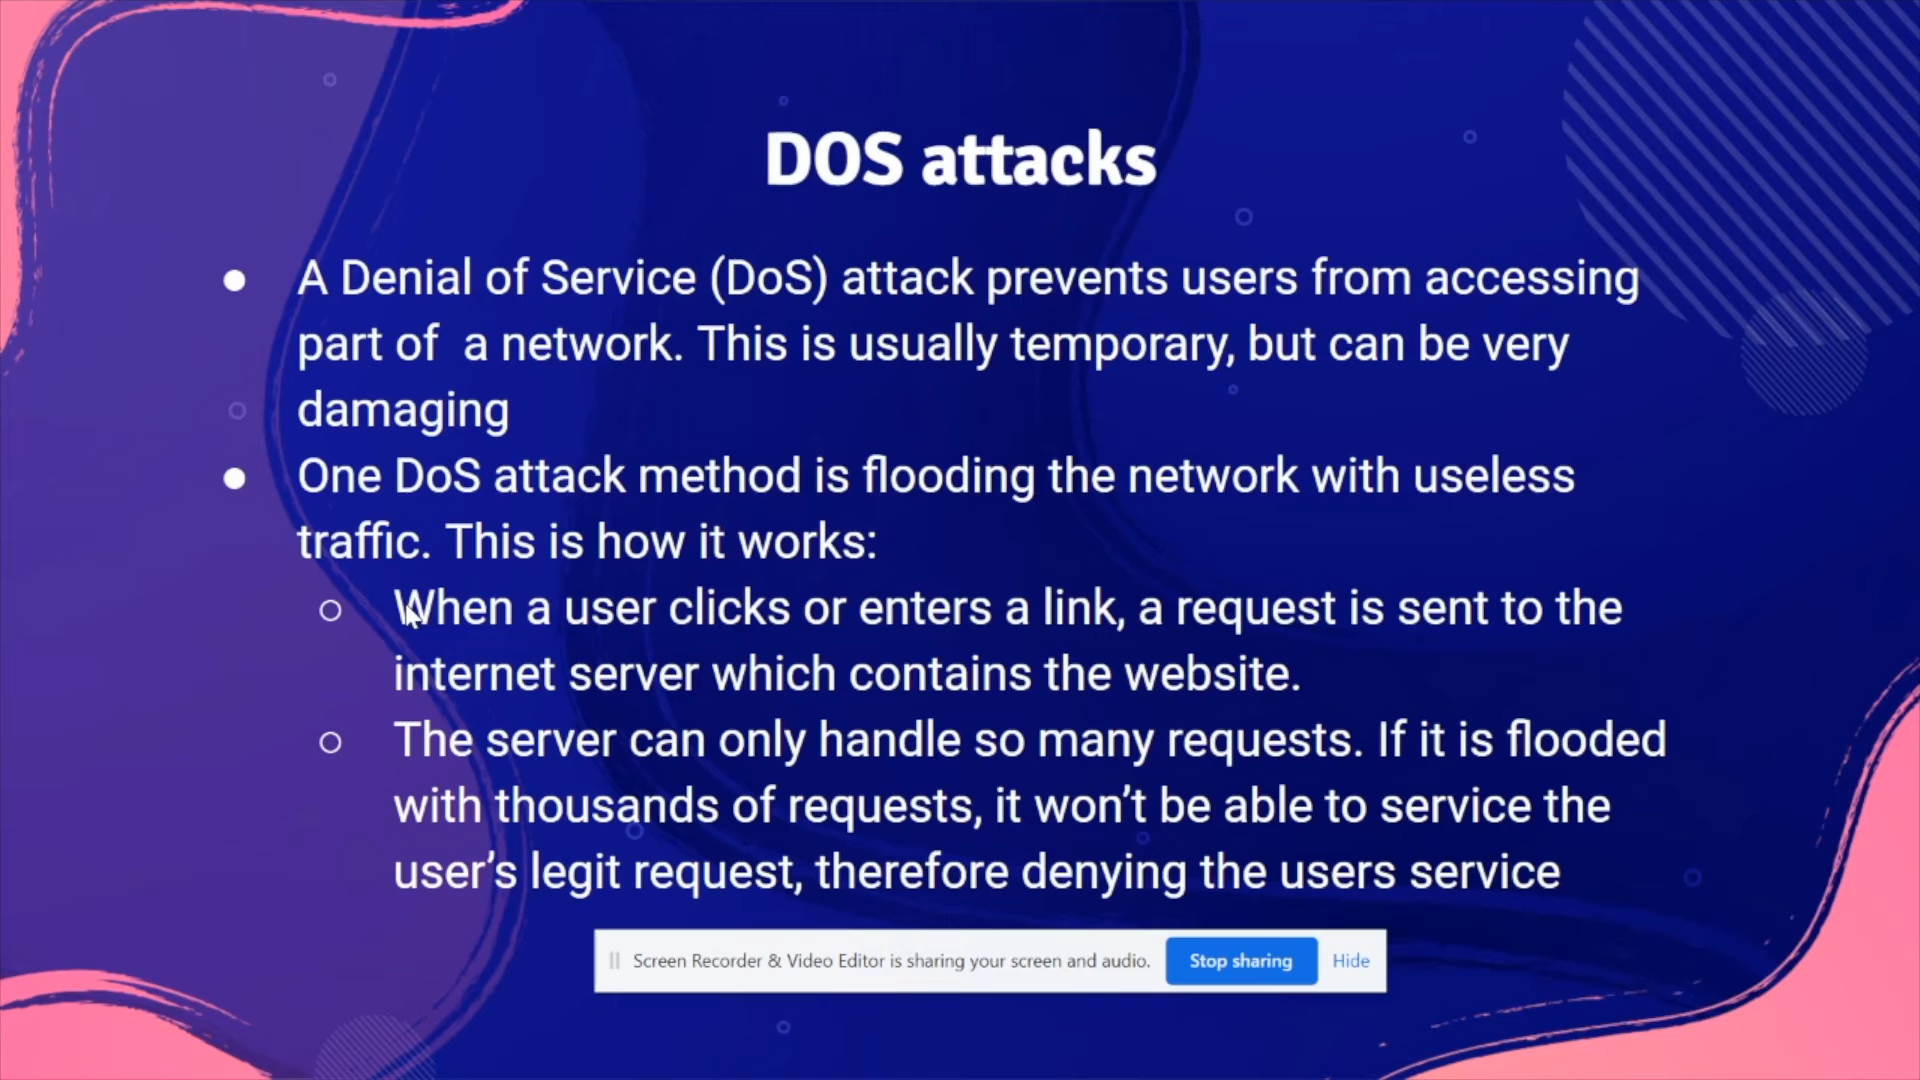 DOS attacks
● A Denial of Service (DoS) attack prevents users from accessing
part of  a network. This is usually temporary, but can be very
damaging
● One DoS attack method is flooding the network with useless
traffic. This is how it works:
○ When a user clicks or enters a link, a request is sent to the
internet server which contains the website.
○ The server can only handle so many requests. If it is flooded
with thousands of requests, it won’t be able to service the
user’s legit request, therefore denying the users service
Screen Recorder & Video Editor is sharing your screen and audio. Stop sharing Hide